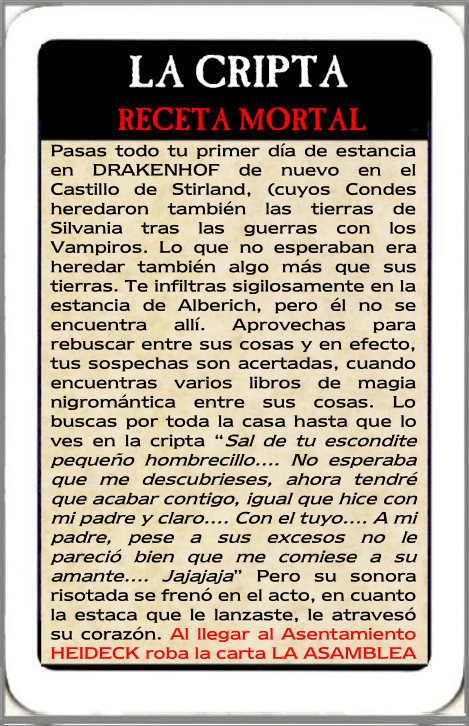 LA CRIPTA
RECETA MORTAL
Pasas todo tu primer día de estancia
en DRAKENHOF de nuevo en el
Castillo de Stirland, (cuyos Condes
heredaron también las tierras de
Silvania tras las guerras con los
Vampiros. Lo que no esperaban era
heredar también algo más que sus
tierras. Te infiltras sigilosamente en la
estancia de Alberich, pero él no se
encuentra allí. Aprovechas para
rebuscar entre sus cosas y en efecto,
tus sospechas son acertadas, cuando
encuentras varios libros de magia
nigromántica entre sus cosas. Lo
buscas por toda la casa hasta que lo
ves en la cripta “Sal de tu escondite
pequeño hombrecillo.... No esperaba
que me descubrieses, ahora tendré
que acabar contigo, igual que hice con
mi padre y claro.... Con el tuyo.... A mi
padre, pese a sus excesos no le
pareció bien que me comiese a su
amante.... Jajajaja” Pero su sonora
risotada se frenó en el acto, en cuanto
la estaca que le lanzaste, le atravesó
su corazón. Al llegar al Asentamiento
HEIDECK roba la carta LA ASAMBLEA